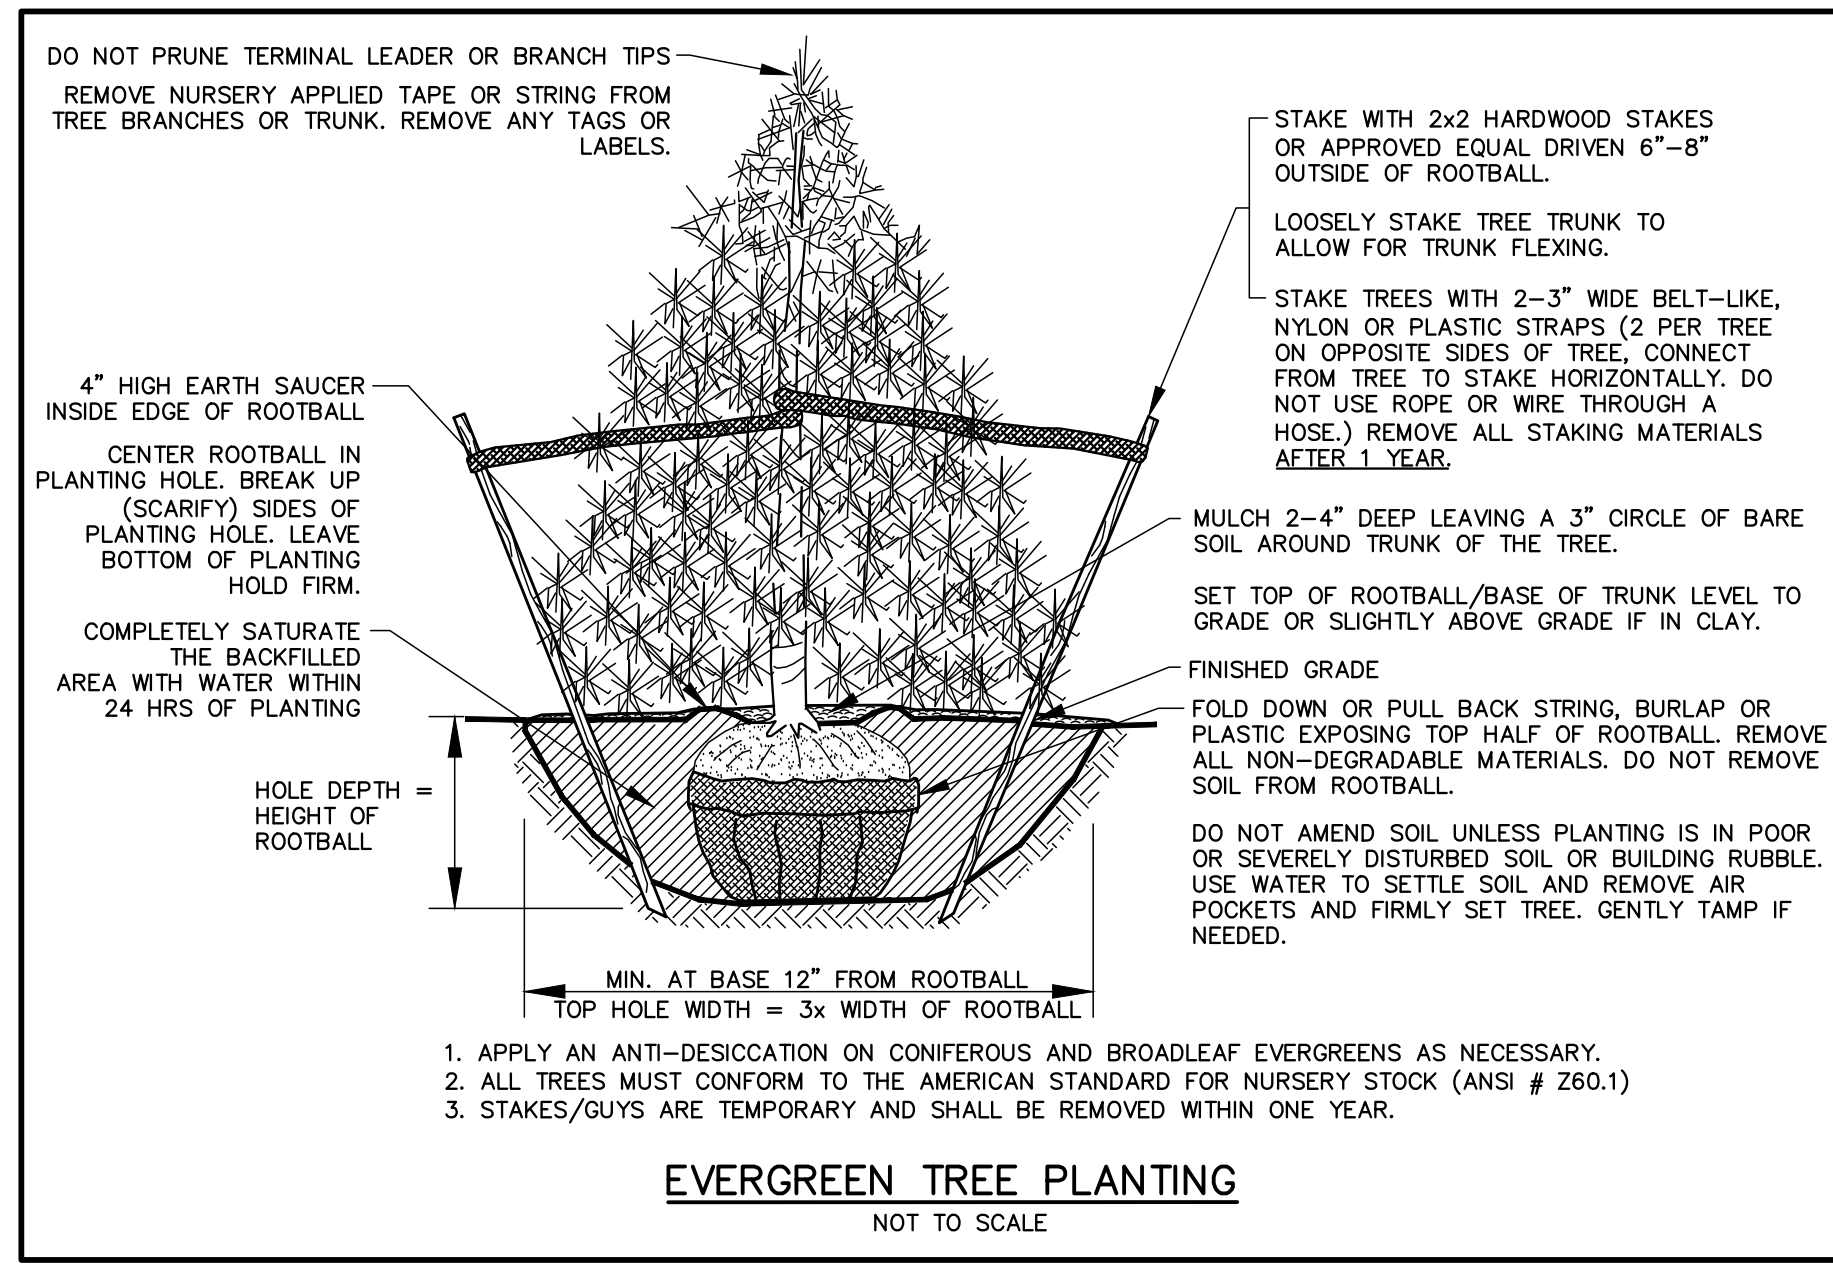 DO NOT PRUNE TERMINAL LEADER OR BRANCH TIPS
REMOVE NURSERY APPLIED TAPE OR STRING FROM
TREE BRANCHES OR TRUNK. REMOVE ANY TAGS OR
LABELS.
4” HIGH EARTH SAUCER
INSIDE EDGE OF ROOTBALL
CENTER ROOTBALL IN
PLANTING HOLE. BREAK UP
(SCARIFY) SIDES OF
PLANTING HOLE. LEAVE
BOTTOM OF PLANTING
HOLD FIRM.
COMPLETELY SATURATE
THE BACKFILLED
AREA WITH WATER WITHIN
24 HRS OF PLANTING
HOLE DEPTH =
HEIGHT OF
ROOTBALL
STAKE WITH 2x2 HARDWOOD STAKES
OR APPROVED EQUAL DRIVEN 6”–8”
OUTSIDE OF ROOTBALL.
LOOSELY STAKE TREE TRUNK TO
ALLOW FOR TRUNK FLEXING.
STAKE TREES WITH 2–3” WIDE BELT–LIKE,
NYLON OR PLASTIC STRAPS (2 PER TREE
ON OPPOSITE SIDES OF TREE, CONNECT
FROM TREE TO STAKE HORIZONTALLY. DO
NOT USE ROPE OR WIRE THROUGH A
HOSE.) REMOVE ALL STAKING MATERIALS
AFTER 1 YEAR.
MULCH 2–4” DEEP LEAVING A 3” CIRCLE OF BARE
SOIL AROUND TRUNK OF THE TREE.
SET TOP OF ROOTBALL/BASE OF TRUNK LEVEL TO
GRADE OR SLIGHTLY ABOVE GRADE IF IN CLAY.
FINISHED GRADE
FOLD DOWN OR PULL BACK STRING, BURLAP OR
PLASTIC EXPOSING TOP HALF OF ROOTBALL. REMOVE
ALL NON–DEGRADABLE MATERIALS. DO NOT REMOVE
SOIL FROM ROOTBALL.
DO NOT AMEND SOIL UNLESS PLANTING IS IN POOR
OR SEVERELY DISTURBED SOIL OR BUILDING RUBBLE.
USE WATER TO SETTLE SOIL AND REMOVE AIR
POCKETS AND FIRMLY SET TREE. GENTLY TAMP IF
NEEDED.
MIN. AT BASE 12” FROM ROOTBALL
TOP HOLE WIDTH = 3x WIDTH OF ROOTBALL
1. APPLY AN ANTI–DESICCATION ON CONIFEROUS AND BROADLEAF EVERGREENS AS NECESSARY.
2. ALL TREES MUST CONFORM TO THE AMERICAN STANDARD FOR NURSERY STOCK (ANSI # Z60.1)
3. STAKES/GUYS ARE TEMPORARY AND SHALL BE REMOVED WITHIN ONE YEAR.
EVERGREEN TREE PLANTING
NOT TO SCALE